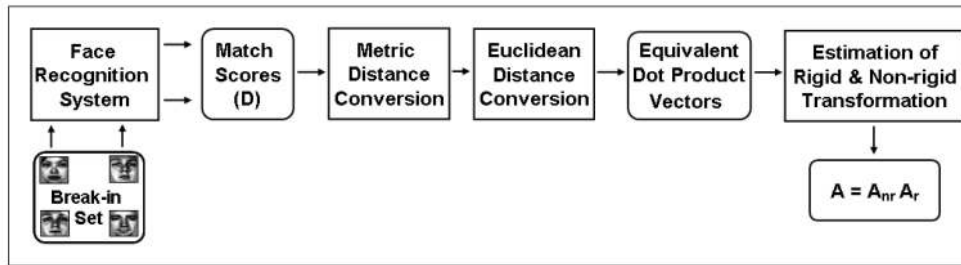 Face
Recognition
System
Match
Scores
(D)
Metric
Distance
Conversion
Euclidean
Distance
Conversion
Equivalent
Dot Product
Vectors
Estimation of
Rigid & Non-rigid
Transformation
Break-in
Set
A = Anr Ar